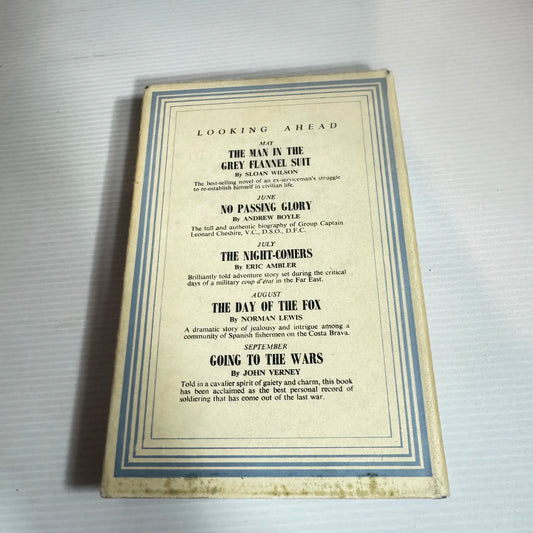 LOOKING AHEAD
MAY
THE MAN IN THE
GREY FLANNEL SUIT
By SLOAN WILSON
The best-selling novel of an ex-serviceman's struggle
to re-establish himself in civilian life.
JUNE
NO PASSING GLORY
By ANDREW BOYLE
The full and authentic biography of Group Captain
Leonard Cheshire, V.C., D.S.O., D.F.C.
JULY
THE NIGHT-COMERS
By ERIC AMBLER
Brilliantly told adventure story set during the critical
days of a military coup d'état in the Far East.
AUGUST
THE DAY OF THE FOX
By NORMAN LEWIS
A dramatic story of jealousy and intrigue among a
community of Spanish fishermen on the Costa Brava.
SEPTEMBER
GOING TO THE WARS
By JOHN VERNEY
Told in a cavalier spirit of gaiety and charm, this book
has been acclaimed as the best personal record of
soldiering that has come out of the last war.